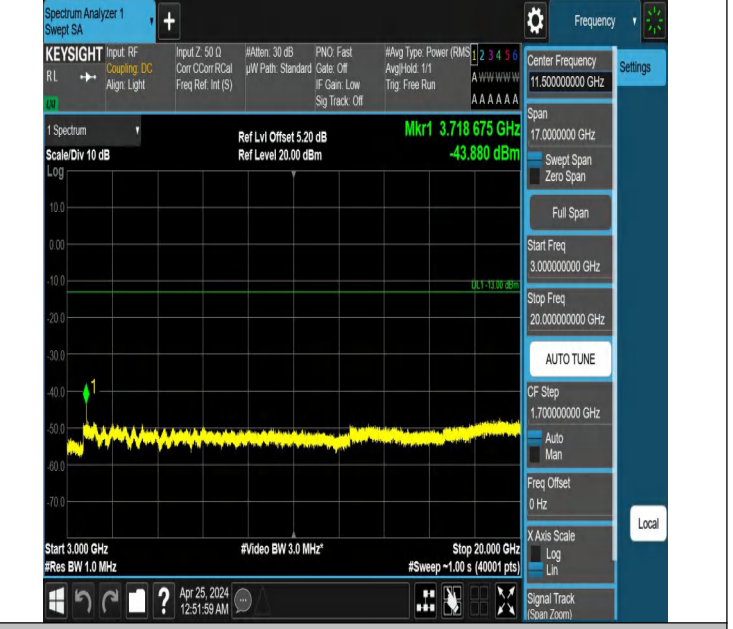 Spectrum Analyzer 1
Swept SA
Frequency
KEYSIGHT
RL
LXI
Input: RF
Coupling: DC
Align: Light
Input Z: 50 Ω
Corr CCorr RCal
Freq Ref: Int (S)
#Atten: 30 dB
µW Path: Standard
PNO: Fast
Gate: Off
IF Gain: Low
Sig Track: Off
#Avg Type: Power (RMS
Avg|Hold: 1/1
Trig: Free Run
1 2 3 4 5 6
A W W W W W
A A A A A A
1 Spectrum
Scale/Div 10 dB
Log
Ref Lvl Offset 5.20 dB
Ref Level 20.00 dBm
Mkr1 3.718 675 GHz
-43.880 dBm
10.0
0.00
-10.0
DL1 -13.00 dBm
-20.0
-30.0
-40.0
1
-50.0
-60.0
-70.0
Start 3.000 GHz
#Video BW 3.0 MHz*
Stop 20.000 GHz
#Res BW 1.0 MHz
#Sweep ~1.00 s (40001 pts)
?
Apr 25, 2024
12:51:59 AM
Center Frequency
11.500000000 GHz
Settings
Span
17.0000000 GHz
Swept Span
Zero Span
Full Span
Start Freq
3.000000000 GHz
Stop Freq
20.000000000 GHz
AUTO TUNE
CF Step
1.700000000 GHz
Auto
Man
Freq Offset
0 Hz
X Axis Scale
Log
Lin
Local
Signal Track
(Span Zoom)